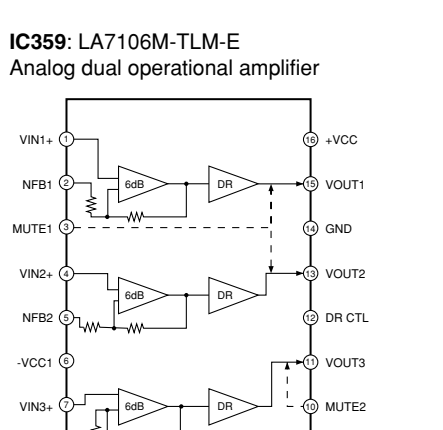 IC359: LA7106M-TLM-E
Analog dual operational amplifier
VIN1+ 1 16 +VCC
NFB1 2 6dB DR 15 VOUT1
MUTE1 3 14 GND
VIN2+ 4 13 VOUT2
6dB DR
NFB2 5 12 DR CTL
-VCC1 6 11 VOUT3
VIN3+ 7 6dB DR 10 MUTE2